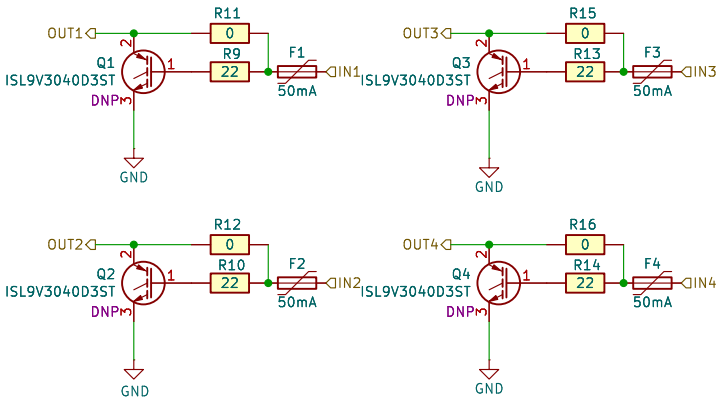 R11
OUT1
0
2
Q1
R9
F1
ISL9V3040D3ST
1
22
IN1
DNP
3
50mA
GND
R15
OUT3
0
2
Q3
R13
F3
ISL9V3040D3ST
1
22
IN3
DNP
3
50mA
GND
R12
OUT2
0
2
Q2
R10
F2
ISL9V3040D3ST
1
22
IN2
DNP
3
50mA
GND
R16
OUT4
0
2
Q4
R14
F4
ISL9V3040D3ST
1
22
IN4
DNP
3
50mA
GND